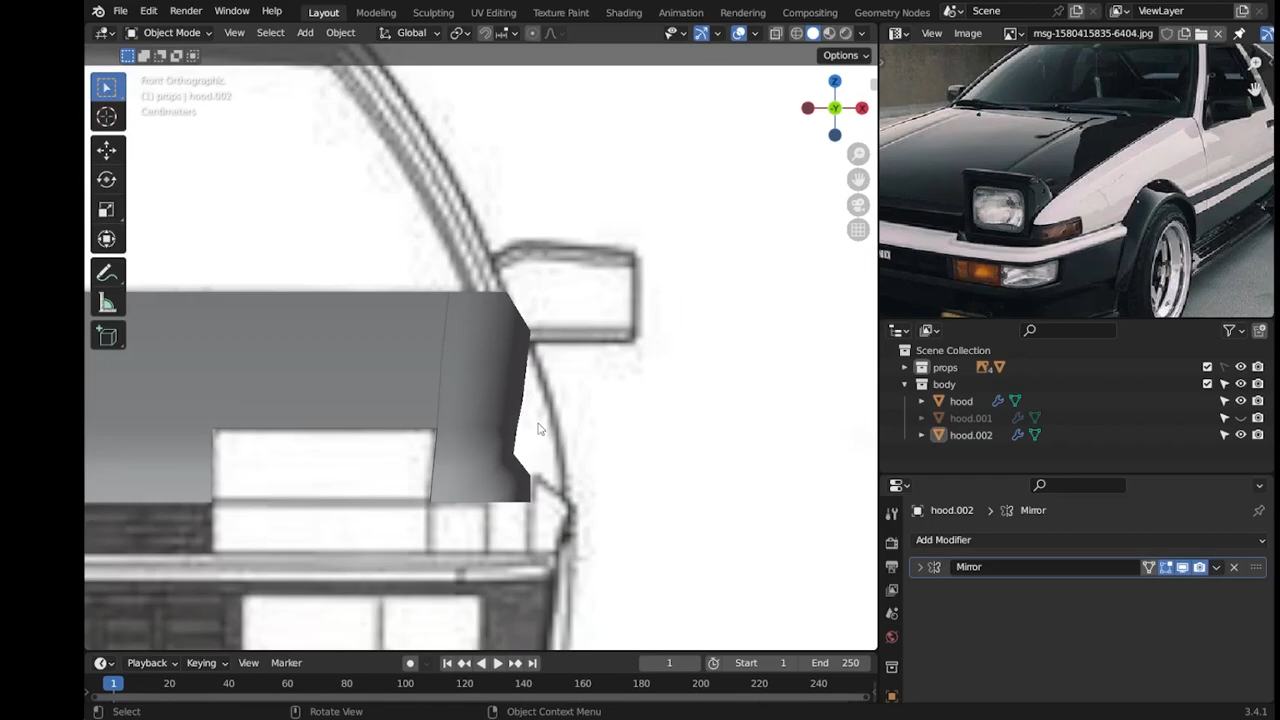 File Edit Render Window Help Layout Modeling Sculpting UV Editing Texture Paint Shading Animation Rendering Compositing Geometry Nodes Scene ViewLayer
Object Mode View Select Add Object Global View Image msg-1580415835-6404.jpg
Options
Front Orthographic
(1) props | hood.002
Centimeters
Z
-Y
X
Scene Collection
props 4
body
hood
hood.001
hood.002
hood.002 Mirror
Add Modifier
Mirror
Playback Keying View Marker 1 Start 1 End 250
1 20 40 60 80 100 120 140 160 180 200 220 240
Select Rotate View Object Context Menu 3.4.1